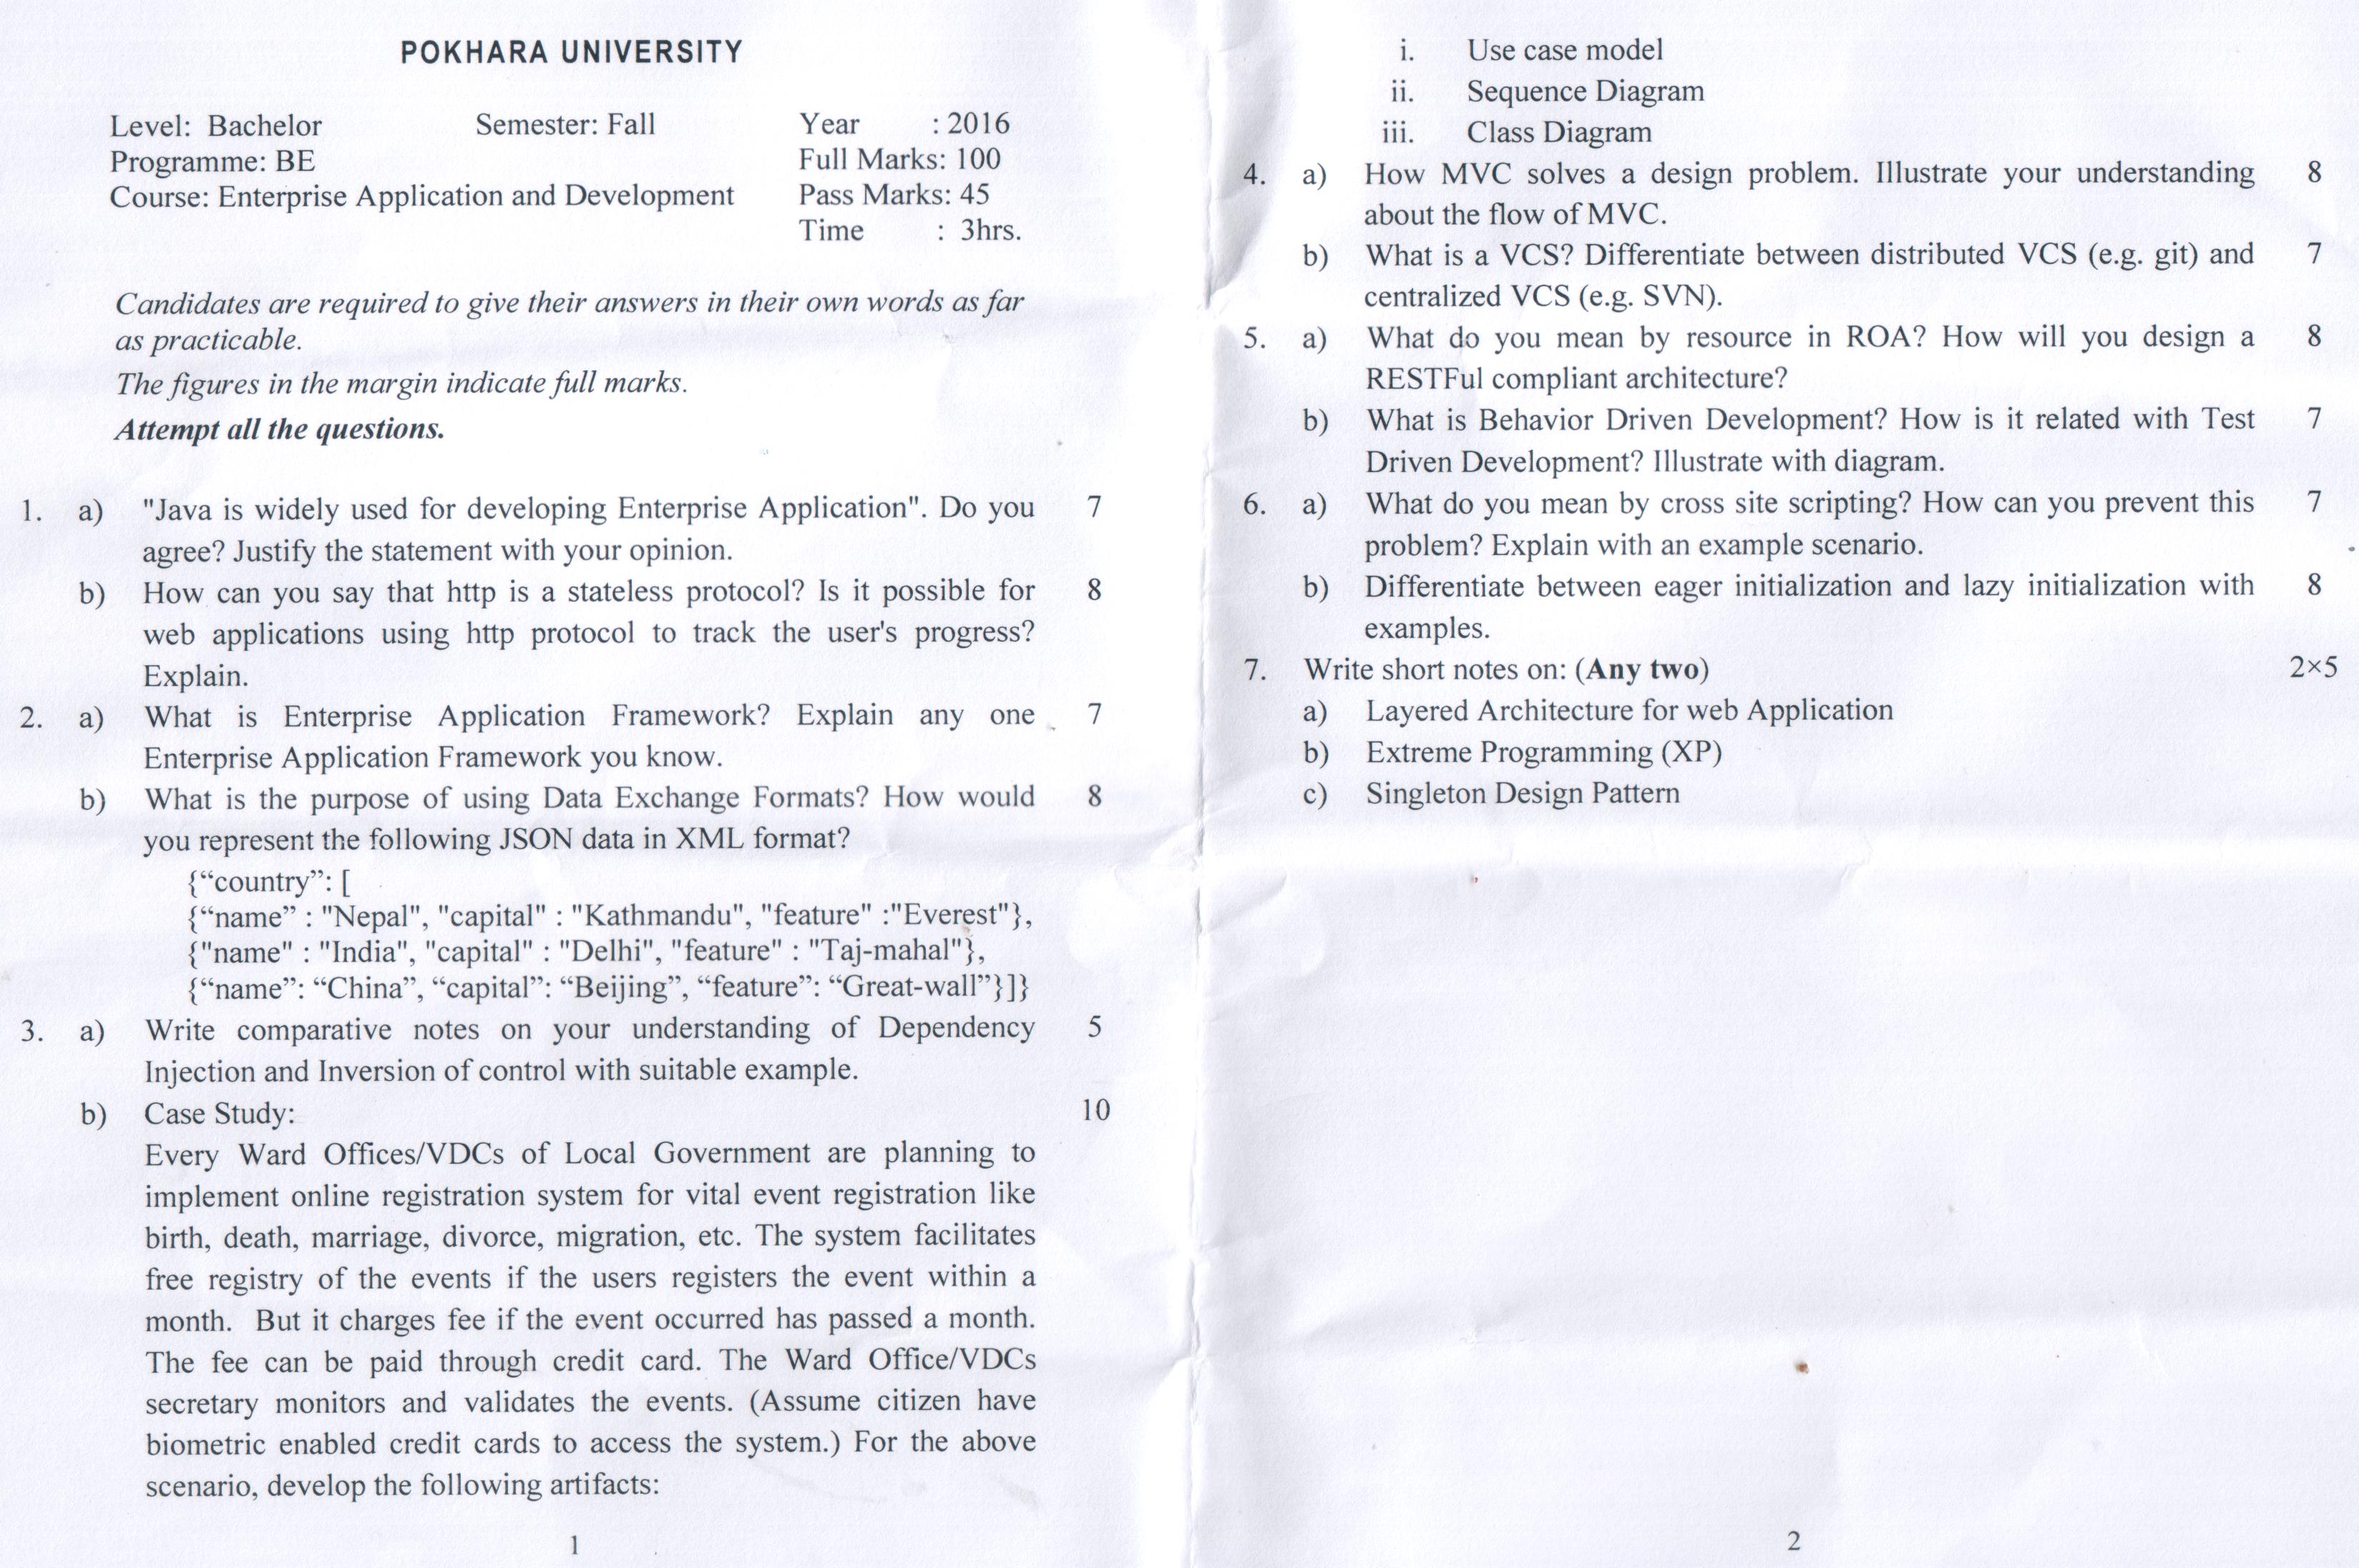 POKHARA UNIVERSITY
Level: Bachelor Semester: Fall Year : 2016
Programme: BE Full Marks: 100
Course: Enterprise Application and Development Pass Marks: 45
Time : 3hrs.
Candidates are required to give their answers in their own words as far
as practicable.
The figures in the margin indicate full marks.
Attempt all the questions.
1. a) "Java is widely used for developing Enterprise Application". Do you 7
agree? Justify the statement with your opinion.
b) How can you say that http is a stateless protocol? Is it possible for 8
web applications using http protocol to track the user's progress?
Explain.
2. a) What is Enterprise Application Framework? Explain any one 7
Enterprise Application Framework you know.
b) What is the purpose of using Data Exchange Formats? How would 8
you represent the following JSON data in XML format?
{“country”: [
{“name” : "Nepal", "capital" : "Kathmandu", "feature" :"Everest"},
{"name" : "India", "capital" : "Delhi", "feature" : "Taj-mahal"},
{“name”: “China”, “capital”: “Beijing”, “feature”: “Great-wall”}]}
3. a) Write comparative notes on your understanding of Dependency 5
Injection and Inversion of control with suitable example.
b) Case Study: 10
Every Ward Offices/VDCs of Local Government are planning to
implement online registration system for vital event registration like
birth, death, marriage, divorce, migration, etc. The system facilitates
free registry of the events if the users registers the event within a
month. But it charges fee if the event occurred has passed a month.
The fee can be paid through credit card. The Ward Office/VDCs
secretary monitors and validates the events. (Assume citizen have
biometric enabled credit cards to access the system.) For the above
scenario, develop the following artifacts:
1
i. Use case model
ii. Sequence Diagram
iii. Class Diagram
4. a) How MVC solves a design problem. Illustrate your understanding 8
about the flow of MVC.
b) What is a VCS? Differentiate between distributed VCS (e.g. git) and 7
centralized VCS (e.g. SVN).
5. a) What do you mean by resource in ROA? How will you design a 8
RESTFul compliant architecture?
b) What is Behavior Driven Development? How is it related with Test 7
Driven Development? Illustrate with diagram.
6. a) What do you mean by cross site scripting? How can you prevent this 7
problem? Explain with an example scenario.
b) Differentiate between eager initialization and lazy initialization with 8
examples.
7. Write short notes on: (Any two) 2×5
a) Layered Architecture for web Application
b) Extreme Programming (XP)
c) Singleton Design Pattern
2